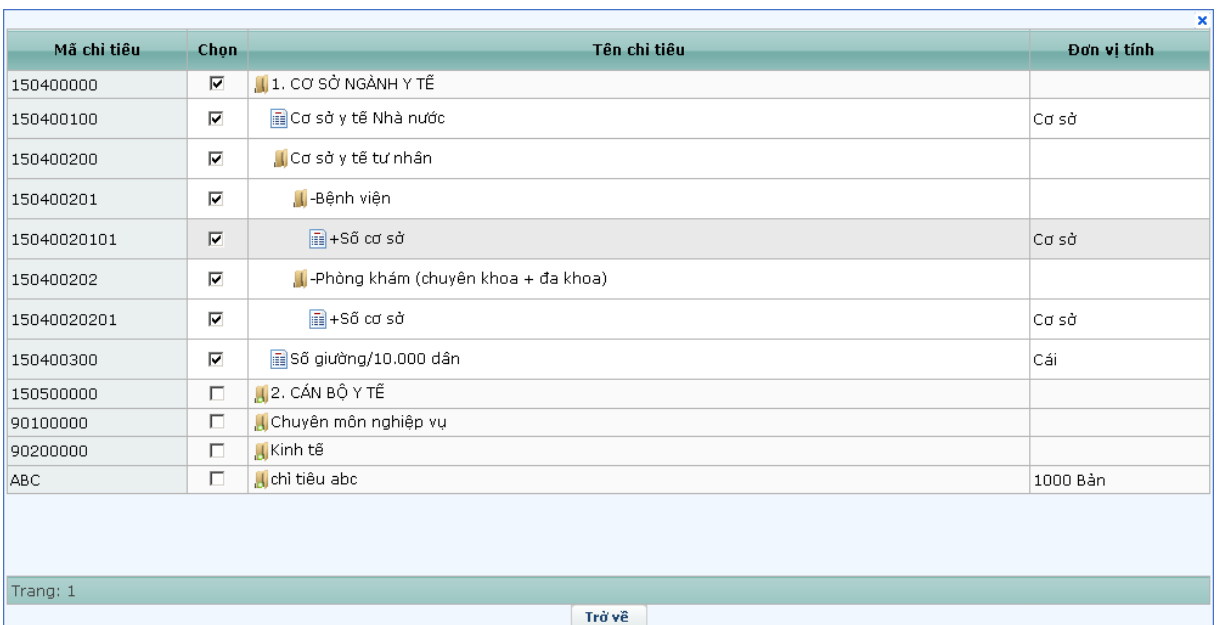 Mã chỉ tiêu Chọn Tên chỉ tiêu Đơn vị tính
150400000 1. CƠ SỞ NGÀNH Y TẾ
150400100 Cơ sở y tế Nhà nước Cơ sở
150400200 Cơ sở y tế tư nhân
150400201 -Bệnh viện
15040020101 +Số cơ sở Cơ sở
150400202 -Phòng khám (chuyên khoa + đa khoa)
15040020201 +Số cơ sở Cơ sở
150400300 Số giường/10.000 dân Cái
150500000 2. CÁN BỘ Y TẾ
90100000 Chuyên môn nghiệp vụ
90200000 Kinh tế
ABC chỉ tiêu abc 1000 Bản
Trang: 1
Trở về